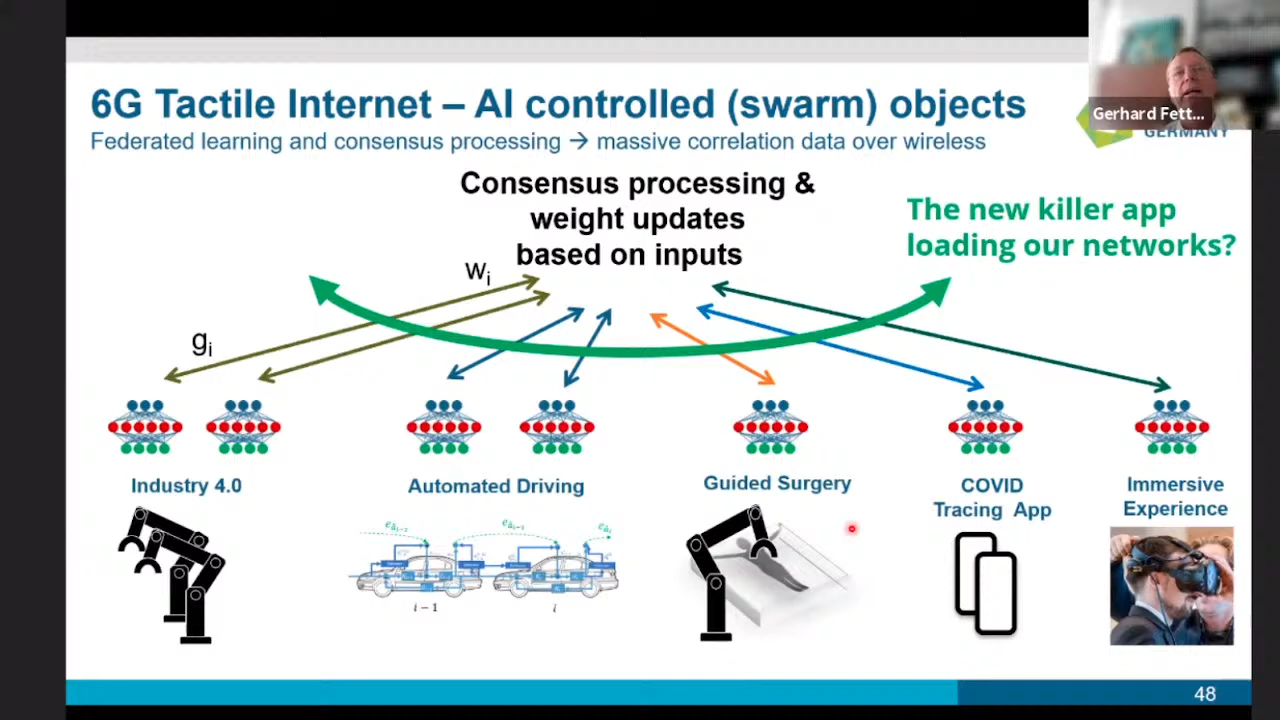 6G Tactile Internet – AI controlled (swarm) objects
Gerhard Fett...
GERMANY
Federated learning and consensus processing → massive correlation data over wireless
Consensus processing &
weight updates
based on inputs
The new killer app
loading our networks?
wi
gi
Industry 4.0
Automated Driving
Guided Surgery
COVID
Tracing App
Immersive
Experience
i − 1
i
48